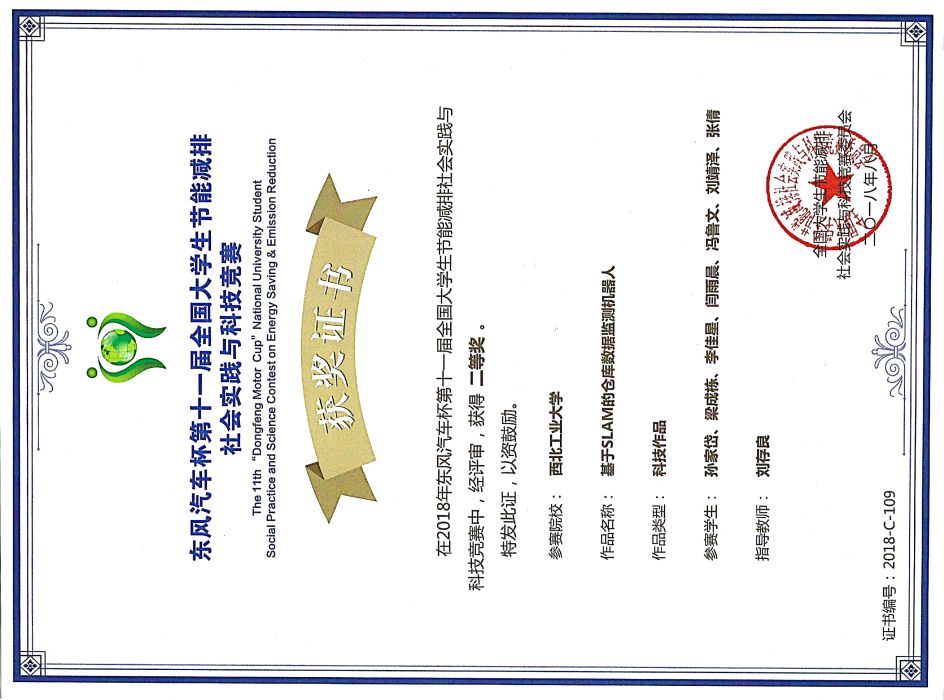 东风汽车杯第十一届全国大学生节能减排
社会实践与科技竞赛
The 11th “Dongfeng Motor Cup”National University Student
Social Practice and Science Contest on Energy Saving & Emission Reduction
获奖证书
在2018年东风汽车杯第十一届全国大学生节能减排社会实践与
科技竞赛中，经评审，获得 二等奖 。
特发此证，以资鼓励。
参赛院校： 西北工业大学
作品名称： 基于SLAM的仓库数据监测机器人
作品类型： 科技作品
参赛学生： 孙家岱、梁成栋、李佳星、闫雨晨、冯鲁文、刘靖泽、张倩
指导教师： 刘存良
全国大学生节能减排
社会实践与科技竞赛委员会
二〇一八年八月
证书编号：2018-C-109